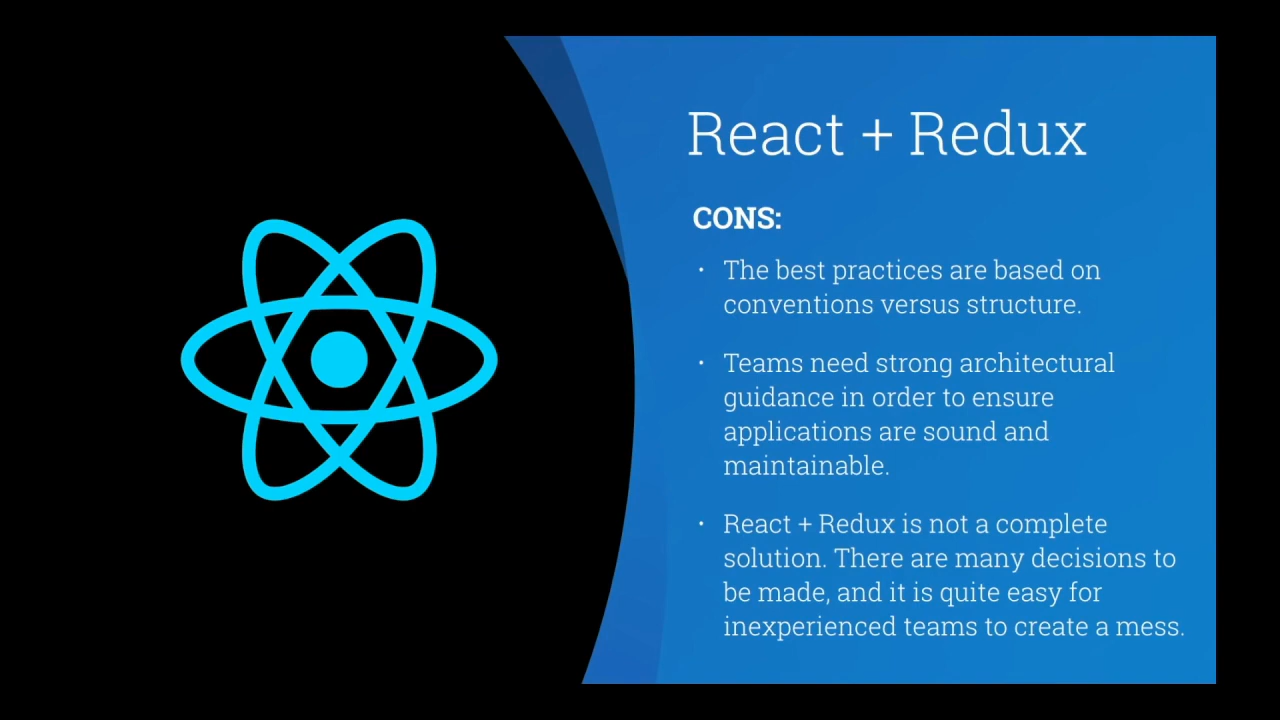 React + Redux
CONS:
· The best practices are based on
conventions versus structure.
· Teams need strong architectural
guidance in order to ensure
applications are sound and
maintainable.
· React + Redux is not a complete
solution. There are many decisions to
be made, and it is quite easy for
inexperienced teams to create a mess.